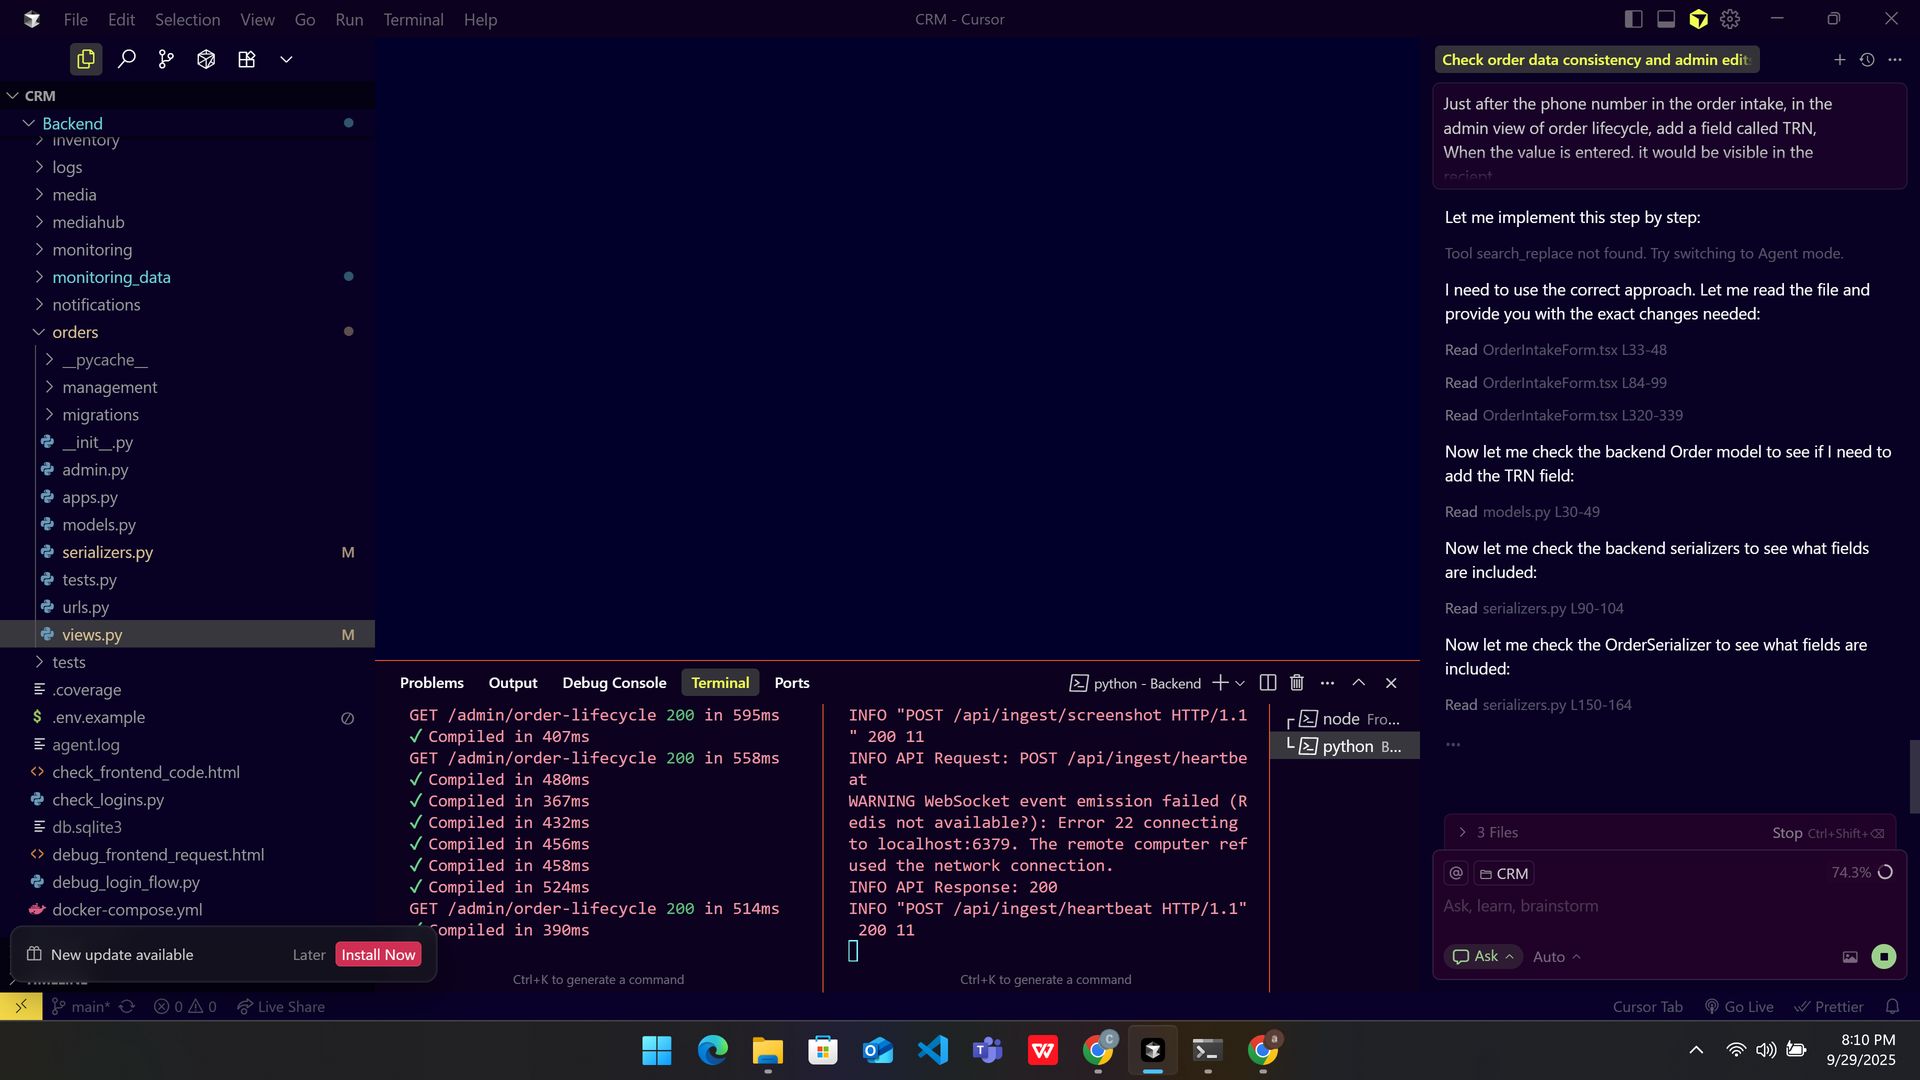 File Edit Selection View Go Run Terminal Help
CRM - Cursor
CRM
Backend
inventory
logs
media
mediahub
monitoring
monitoring_data
notifications
orders
__pycache__
management
migrations
__init__.py
admin.py
apps.py
models.py
serializers.py M
tests.py
urls.py
views.py M
tests
.coverage
.env.example
agent.log
check_frontend_code.html
check_logins.py
db.sqlite3
debug_frontend_request.html
debug_login_flow.py
docker-compose.yml
New update available Later Install Now
TIMELINE
Problems Output Debug Console Terminal Ports
python - Backend
GET /admin/order-lifecycle 200 in 595ms
✓ Compiled in 407ms
GET /admin/order-lifecycle 200 in 558ms
✓ Compiled in 480ms
✓ Compiled in 367ms
✓ Compiled in 432ms
✓ Compiled in 456ms
✓ Compiled in 458ms
✓ Compiled in 524ms
GET /admin/order-lifecycle 200 in 514ms
✓ Compiled in 390ms
Ctrl+K to generate a command
INFO "POST /api/ingest/screenshot HTTP/1.1
" 200 11
INFO API Request: POST /api/ingest/heartbe
at
WARNING WebSocket event emission failed (R
edis not available?): Error 22 connecting
to localhost:6379. The remote computer ref
used the network connection.
INFO API Response: 200
INFO "POST /api/ingest/heartbeat HTTP/1.1"
200 11
Ctrl+K to generate a command
node Fro...
python B...
Check order data consistency and admin edit
Just after the phone number in the order intake, in the
admin view of order lifecycle, add a field called TRN,
When the value is entered. it would be visible in the
reciept
Let me implement this step by step:
Tool search_replace not found. Try switching to Agent mode.
I need to use the correct approach. Let me read the file and
provide you with the exact changes needed:
Read OrderIntakeForm.tsx L33-48
Read OrderIntakeForm.tsx L84-99
Read OrderIntakeForm.tsx L320-339
Now let me check the backend Order model to see if I need to
add the TRN field:
Read models.py L30-49
Now let me check the backend serializers to see what fields
are included:
Read serializers.py L90-104
Now let me check the OrderSerializer to see what fields are
included:
Read serializers.py L150-164
...
3 Files Stop Ctrl+Shift+⌫
@ CRM 74.3%
Ask, learn, brainstorm
Ask Auto
main* 0 0 Live Share
Cursor Tab Go Live Prettier
8:10 PM
9/29/2025